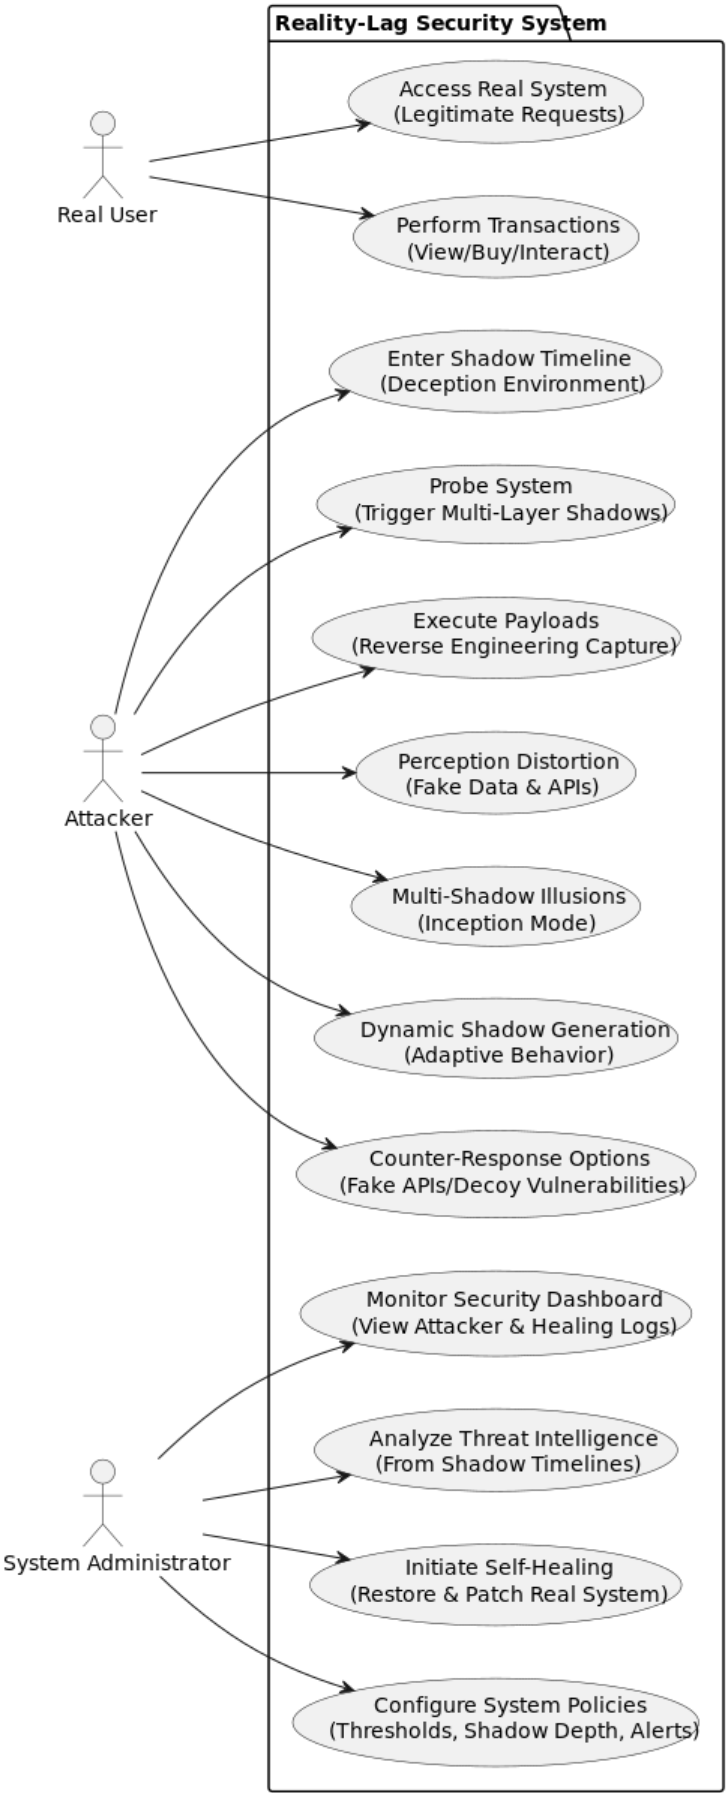 Reality-Lag Security System
Access Real System
(Legitimate Requests)
Real User
Perform Transactions
(View/Buy/Interact)
Enter Shadow Timeline
(Deception Environment)
Probe System
(Trigger Multi-Layer Shadows)
Execute Payloads
(Reverse Engineering Capture)
Perception Distortion
(Fake Data & APIs)
Attacker
Multi-Shadow Illusions
(Inception Mode)
Dynamic Shadow Generation
(Adaptive Behavior)
Counter-Response Options
(Fake APIs/Decoy Vulnerabilities)
Monitor Security Dashboard
(View Attacker & Healing Logs)
Analyze Threat Intelligence
(From Shadow Timelines)
System Administrator
Initiate Self-Healing
(Restore & Patch Real System)
Configure System Policies
(Thresholds, Shadow Depth, Alerts)